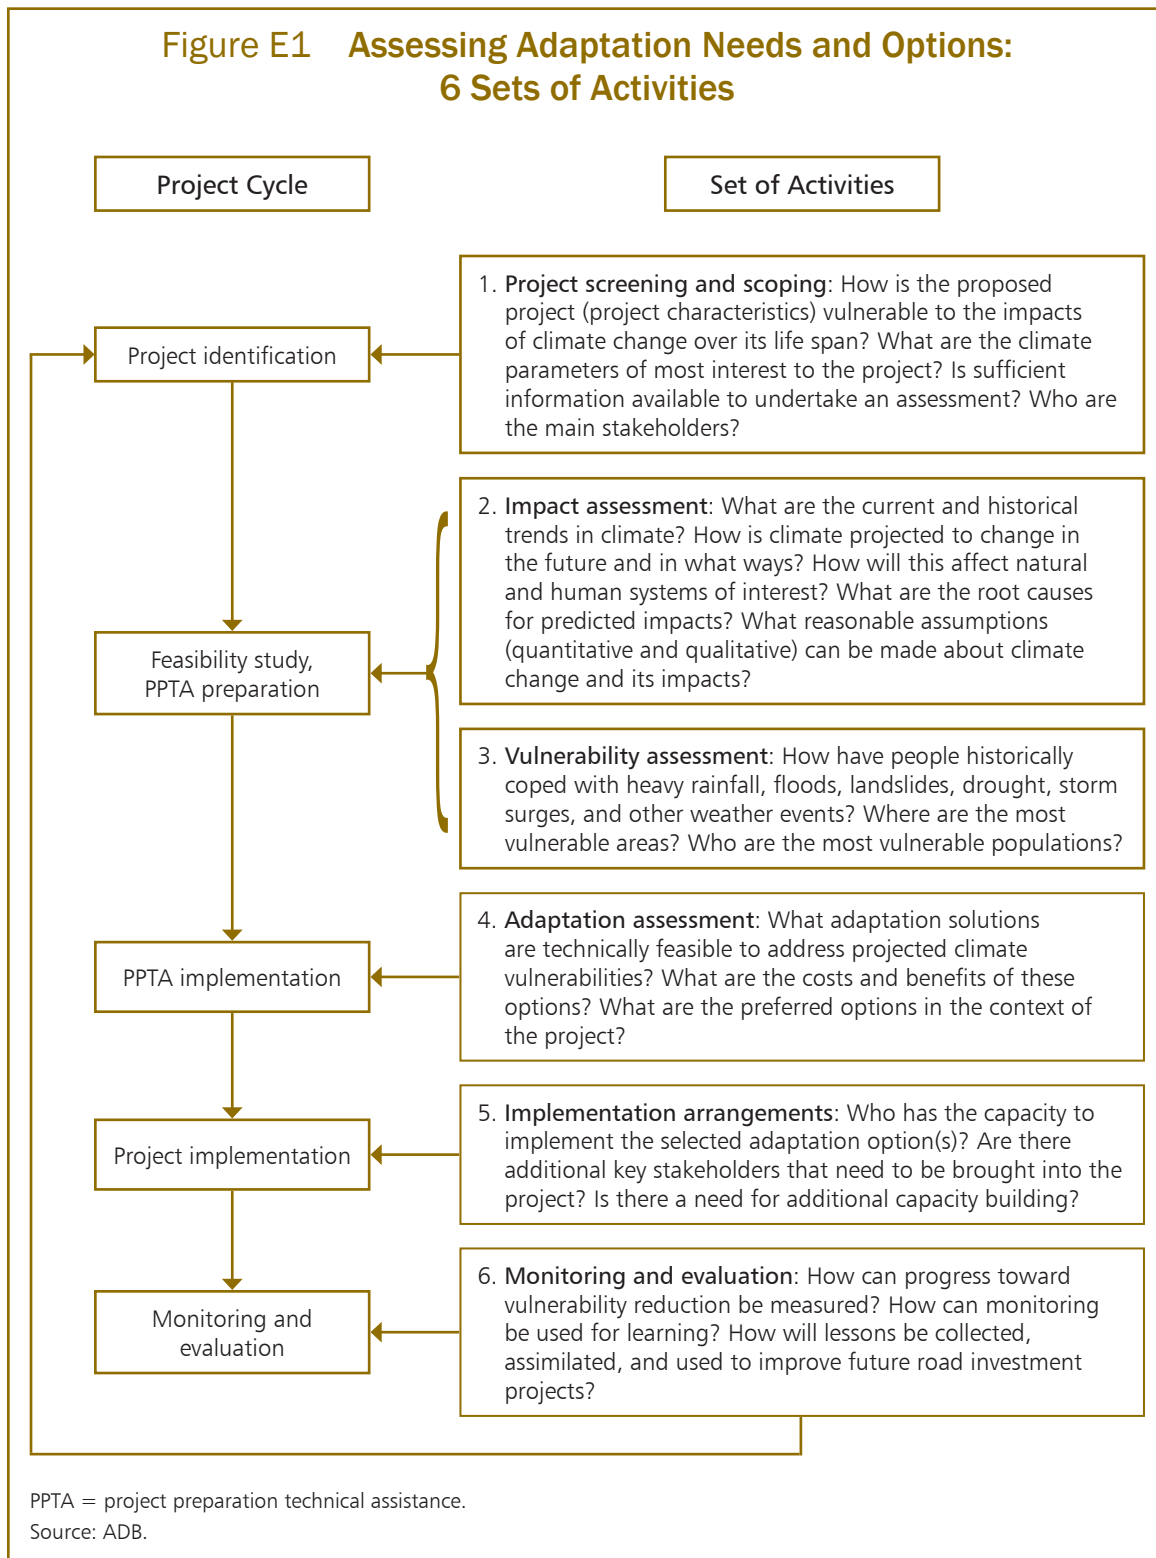 Figure E1 Assessing Adaptation Needs and Options:
6 Sets of Activities
Project Cycle
Set of Activities
Project identification
1. Project screening and scoping: How is the proposed
project (project characteristics) vulnerable to the impacts
of climate change over its life span? What are the climate
parameters of most interest to the project? Is sufficient
information available to undertake an assessment? Who are
the main stakeholders?
Feasibility study,
PPTA preparation
2. Impact assessment: What are the current and historical
trends in climate? How is climate projected to change in
the future and in what ways? How will this affect natural
and human systems of interest? What are the root causes
for predicted impacts? What reasonable assumptions
(quantitative and qualitative) can be made about climate
change and its impacts?
3. Vulnerability assessment: How have people historically
coped with heavy rainfall, floods, landslides, drought, storm
surges, and other weather events? Where are the most
vulnerable areas? Who are the most vulnerable populations?
PPTA implementation
4. Adaptation assessment: What adaptation solutions
are technically feasible to address projected climate
vulnerabilities? What are the costs and benefits of these
options? What are the preferred options in the context of
the project?
Project implementation
5. Implementation arrangements: Who has the capacity to
implement the selected adaptation option(s)? Are there
additional key stakeholders that need to be brought into the
project? Is there a need for additional capacity building?
Monitoring and
evaluation
6. Monitoring and evaluation: How can progress toward
vulnerability reduction be measured? How can monitoring
be used for learning? How will lessons be collected,
assimilated, and used to improve future road investment
projects?
PPTA = project preparation technical assistance.
Source: ADB.